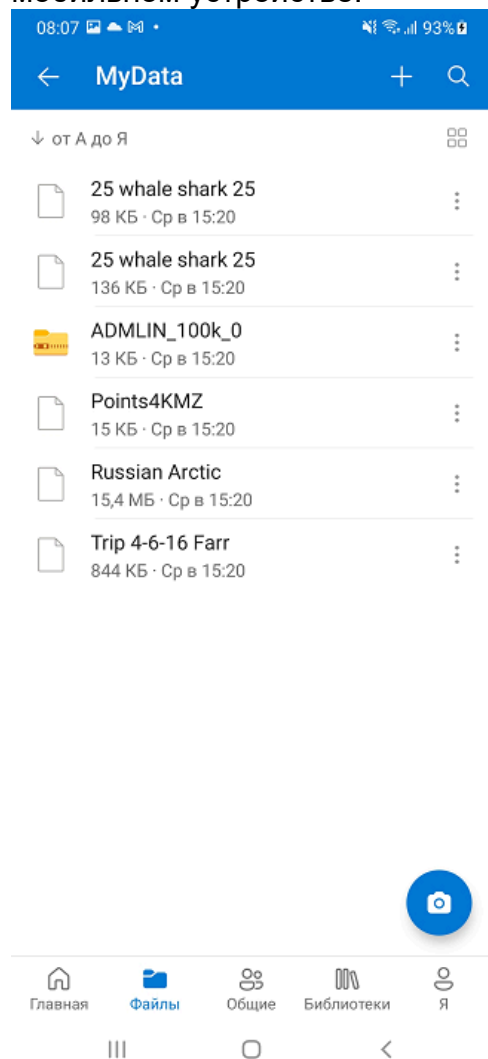 мобильном устройстве.
08:07 93%
MyData
от А до Я
25 whale shark 25
98 КБ · Ср в 15:20
25 whale shark 25
136 КБ · Ср в 15:20
ADMLIN_100k_0
13 КБ · Ср в 15:20
Points4KMZ
15 КБ · Ср в 15:20
Russian Arctic
15,4 МБ · Ср в 15:20
Trip 4-6-16 Farr
844 КБ · Ср в 15:20
Главная Файлы Общие Библиотеки Я